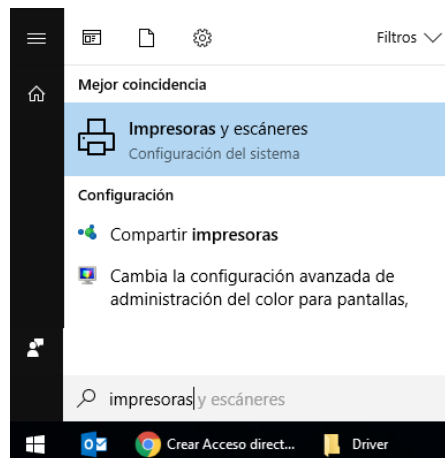 Filtros
Mejor coincidencia
Impresoras y escáneres
Configuración del sistema
Configuración
Compartir impresoras
Cambia la configuración avanzada de
administración del color para pantallas,
impresoras y escáneres
Crear Acceso direct... Driver